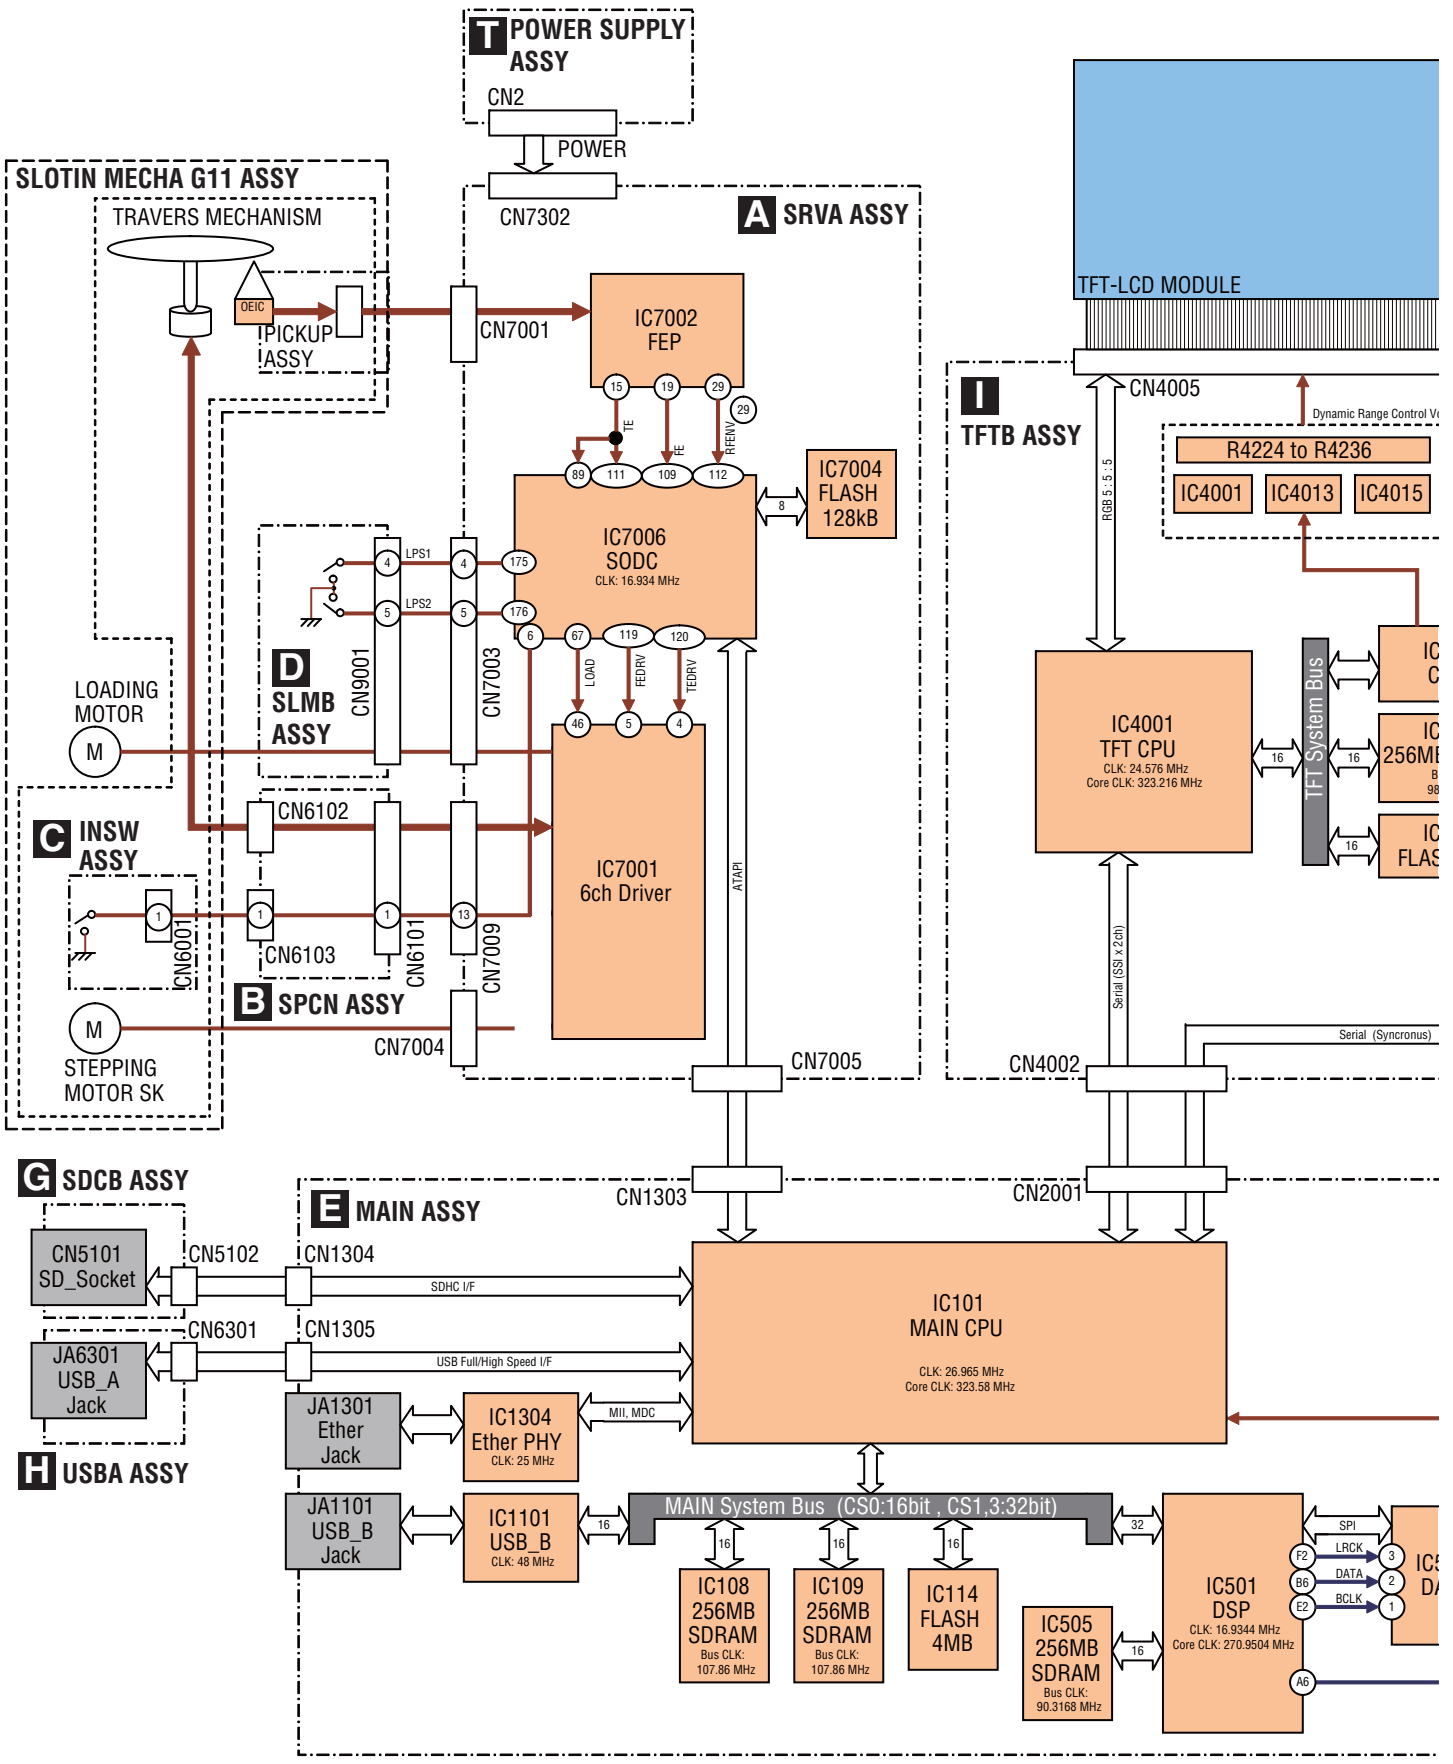 T POWER SUPPLY
ASSY
CN2
POWER
CN7302
SLOTIN MECHA G11 ASSY
TRAVERS MECHANISM
OEIC
PICKUP
ASSY
A SRVA ASSY
CN7001
IC7002
FEP
15
19
29
29
TE
FE
RFENV
89
111
109
112
IC7004
FLASH
128kB
8
IC7006
SODC
CLK: 16.934 MHz
4
LPS1
4
175
5
LPS2
5
176
6
67
119
120
LOAD
FEDRV
TEDRV
46
5
4
D
SLMB
ASSY
CN9001
CN7003
LOADING
MOTOR
M
CN6102
C INSW
ASSY
IC7001
6ch Driver
ATAPI
1
1
1
13
CN6001
CN6103
CN6101
CN7009
B SPCN ASSY
M
STEPPING
MOTOR SK
CN7004
CN7005
TFT-LCD MODULE
I
TFTB ASSY
CN4005
Dynamic Range Control
R4224 to R4236
IC4001
IC4013
IC4015
RGB 5 : 5 : 5
IC4001
TFT CPU
CLK: 24.576 MHz
Core CLK: 323.216 MHz
16
TFT System Bus
16
16
Serial (SSI x 2ch)
Serial (Syncronus)
CN4002
G SDCB ASSY
CN5101
SD_Socket
CN5102
CN1304
SDHC I/F
E MAIN ASSY
CN1303
CN2001
JA6301
USB_A
Jack
CN6301
CN1305
USB Full/High Speed I/F
H USBA ASSY
IC101
MAIN CPU
CLK: 26.965 MHz
Core CLK: 323.58 MHz
JA1301
Ether
Jack
IC1304
Ether PHY
CLK: 25 MHz
MII, MDC
JA1101
USB_B
Jack
IC1101
USB_B
CLK: 48 MHz
16
MAIN System Bus (CS0:16bit , CS1,3:32bit)
16
16
16
32
IC108
256MB
SDRAM
Bus CLK:
107.86 MHz
IC109
256MB
SDRAM
Bus CLK:
107.86 MHz
IC114
FLASH
4MB
IC505
256MB
SDRAM
Bus CLK:
90.3168 MHz
16
IC501
DSP
CLK: 16.9344 MHz
Core CLK: 270.9504 MHz
SPI
F2
LRCK
3
B6
DATA
2
E2
BCLK
1
A6